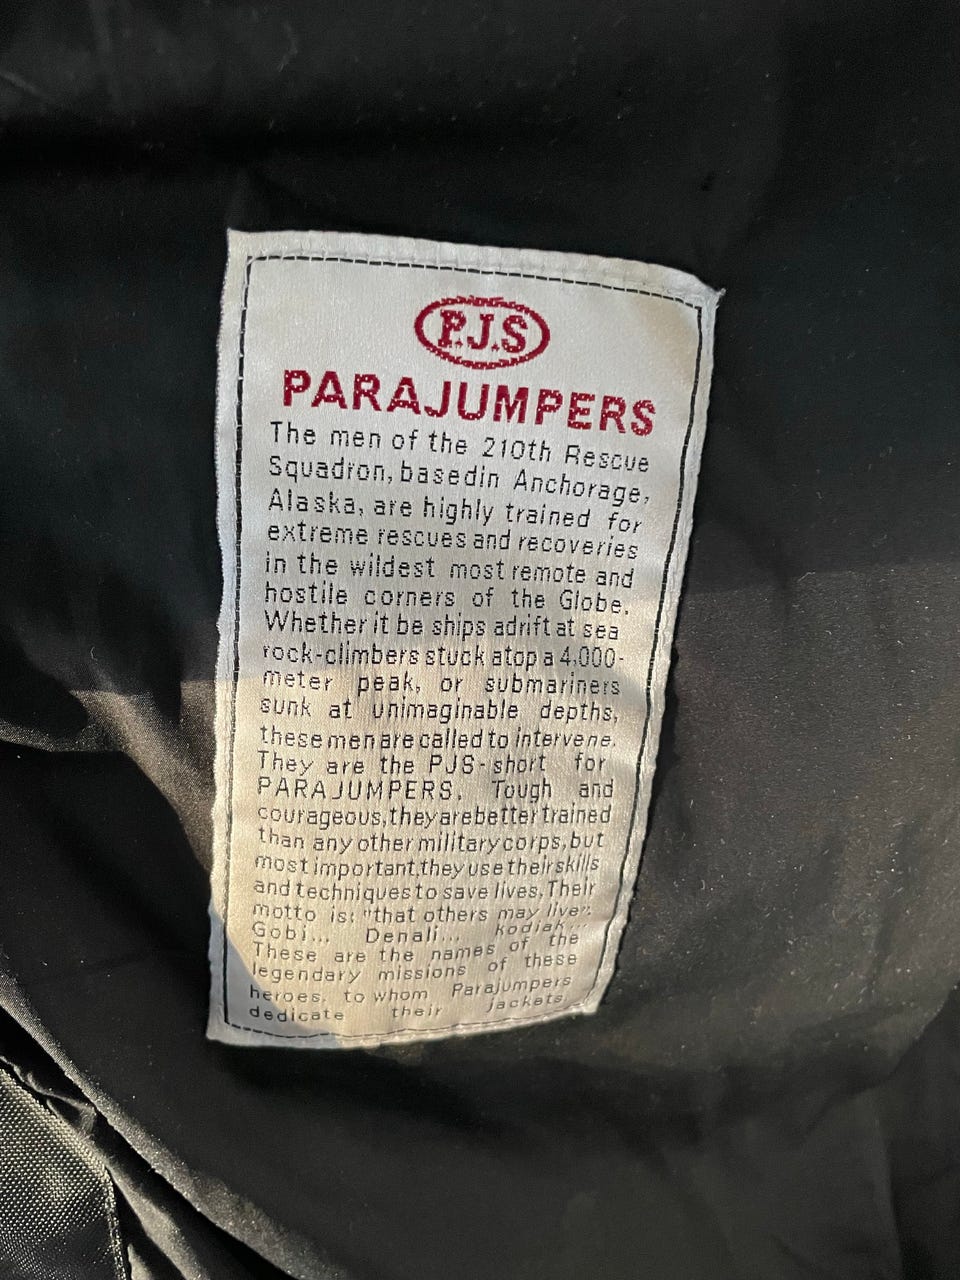 P.J.S
PARAJUMPERS
The men of the 210th Rescue
Squadron, basedin Anchorage,
Alaska, are highly trained for
extreme rescues and recoveries
in the wildest most remote and
hostile corners of the Globe.
Whether it be ships adrift at sea
rock-climbers stuck atop a 4.000-
meter peak, or submariners
sunk at unimaginable depths,
these men are called to intervene.
They are the PJS-short for
PARAJUMPERS. Tough and
courageous,they are better trained
than any other military corps,but
most important,they use their skills
and techniques to save lives. Their
motto is: "that others may live".
Gobi... Denali... Kodiak...
These are the names of the
legendary missions of these
heroes, to whom Parajumpers
dedicate their jackets.